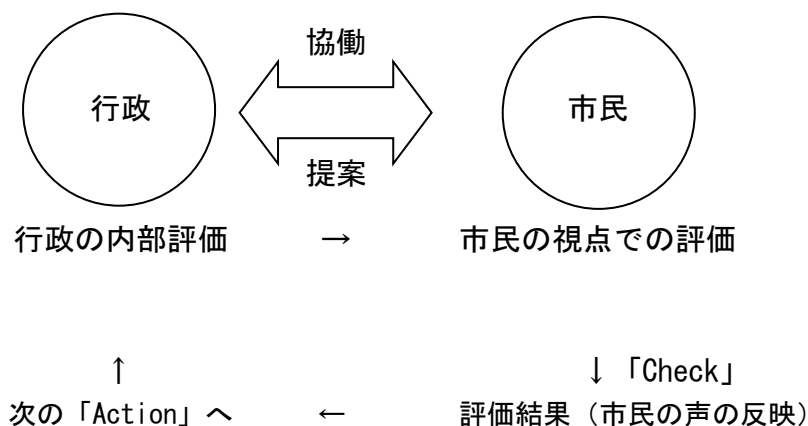 協働
行政
市民
提案
行政の内部評価 → 市民の視点での評価
↑ ↓「Check」
次の「Action」へ ← 評価結果（市民の声の反映）